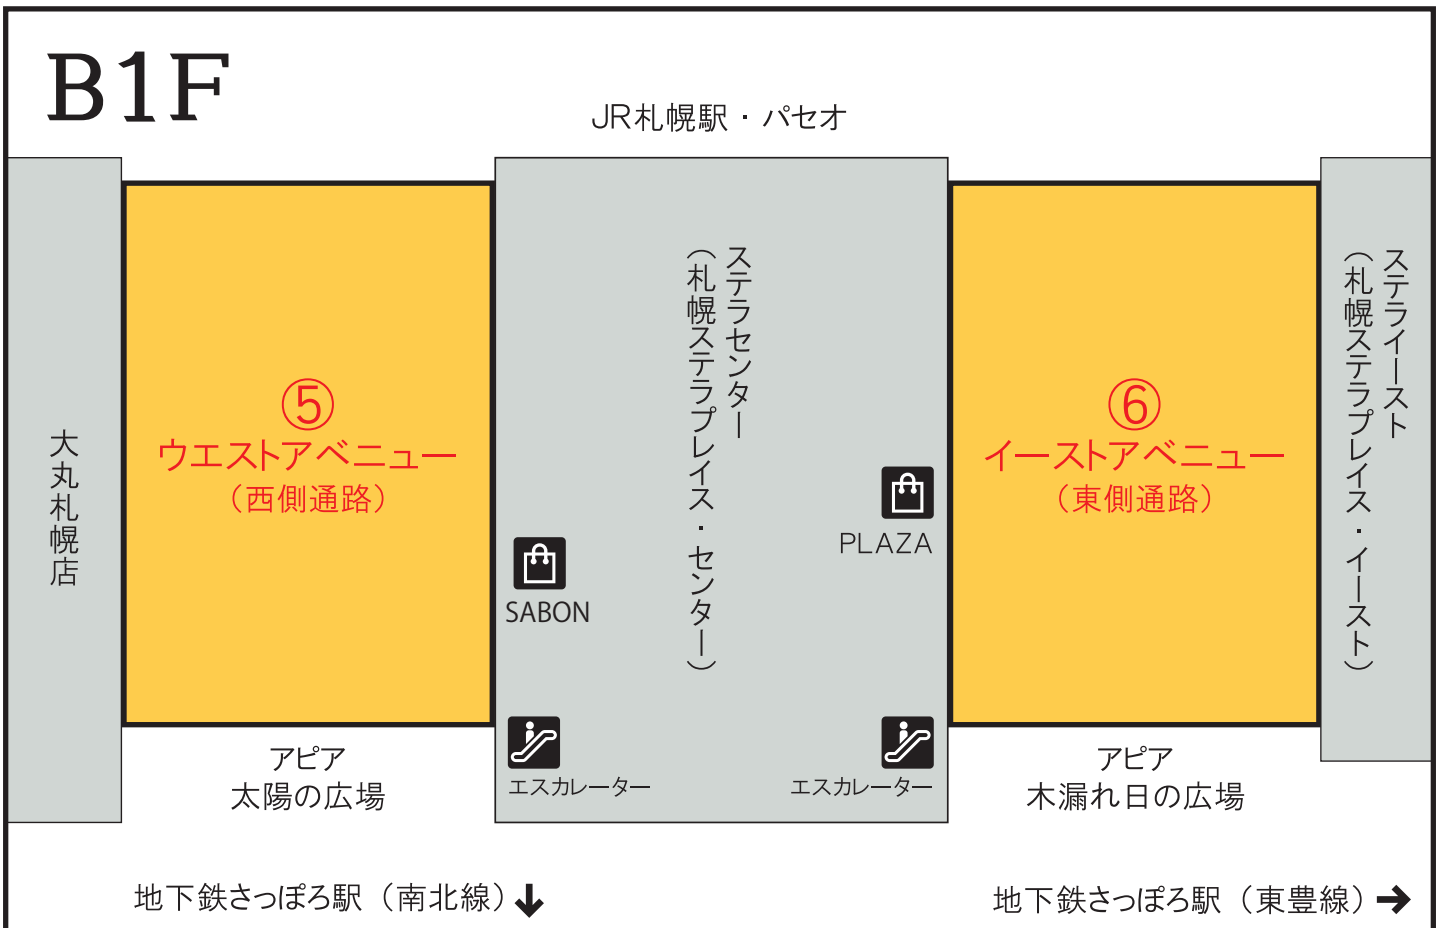 B1F
JR札幌駅・パセオ
大丸札幌店
⑤
ウエストアベニュー
（西側通路）
ステラセンター
（札幌ステラプレイス・センター）
SABON
PLAZA
エスカレーター
エスカレーター
⑥
イーストアベニュー
（東側通路）
ステライースト
（札幌ステラプレイス・イースト）
アピア
太陽の広場
アピア
木漏れ日の広場
地下鉄さっぽろ駅（南北線）↓
地下鉄さっぽろ駅（東豊線）→